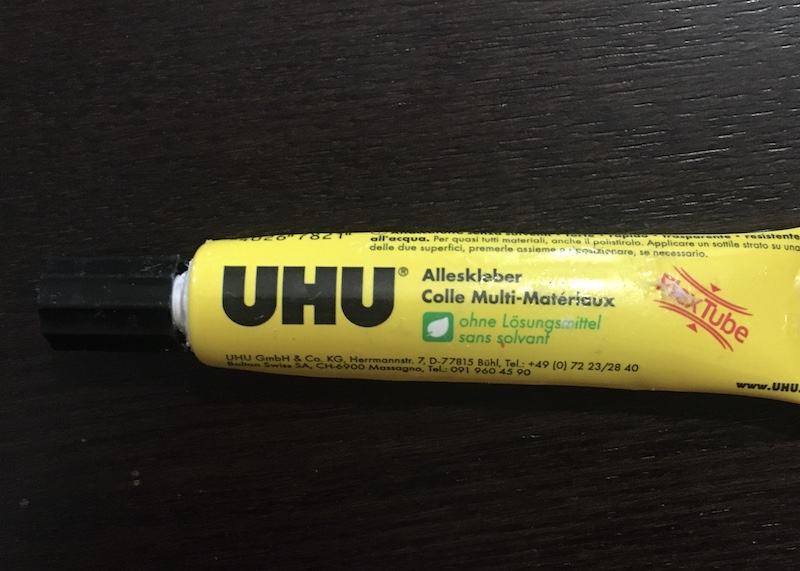 all'acqua. Per quasi tutti materiali, anche il polistirolo. Applicare un sottile strato su una
delle due superfici, premerle assieme e posizionare, se necessario.
UHU®
Alleskleber
Colle Multi-Matériaux
ohne Lösungsmittel
sans solvant
FlexTube
UHU GmbH & Co. KG, Herrmannstr. 7, D-77815 Bühl, Tel.: +49 (0) 72 23/28 40
Bolton Swiss SA, CH-6900 Massagno, Tel.: 091 960 45 90
www.UHU.